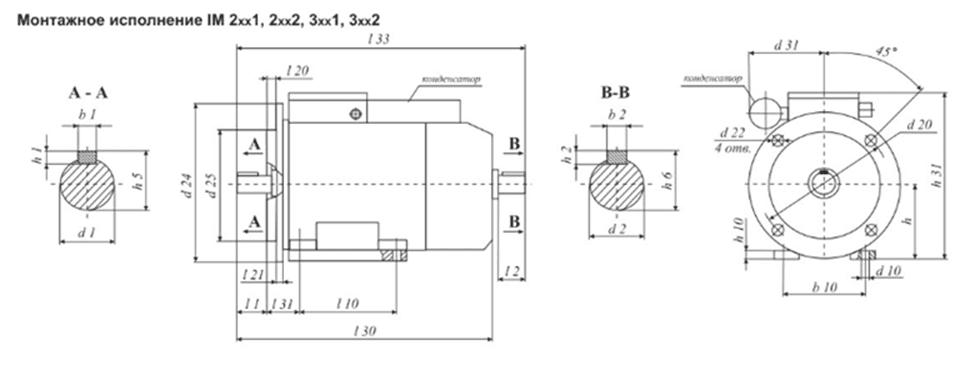 Монтажное исполнение IM 2xx1, 2xx2, 3xx1, 3xx2
A - A
b 1
h 1
h 5
d 1
l 33
l 20
конденсатор
d 24
d 25
A
A
B
B
l 21
l 1
l 31
l 10
l 2
l 30
B-B
b 2
h 2
h 6
d 2
d 31
45°
конденсатор
d 22
4 отв.
d 20
h 31
h
h 10
d 10
b 10